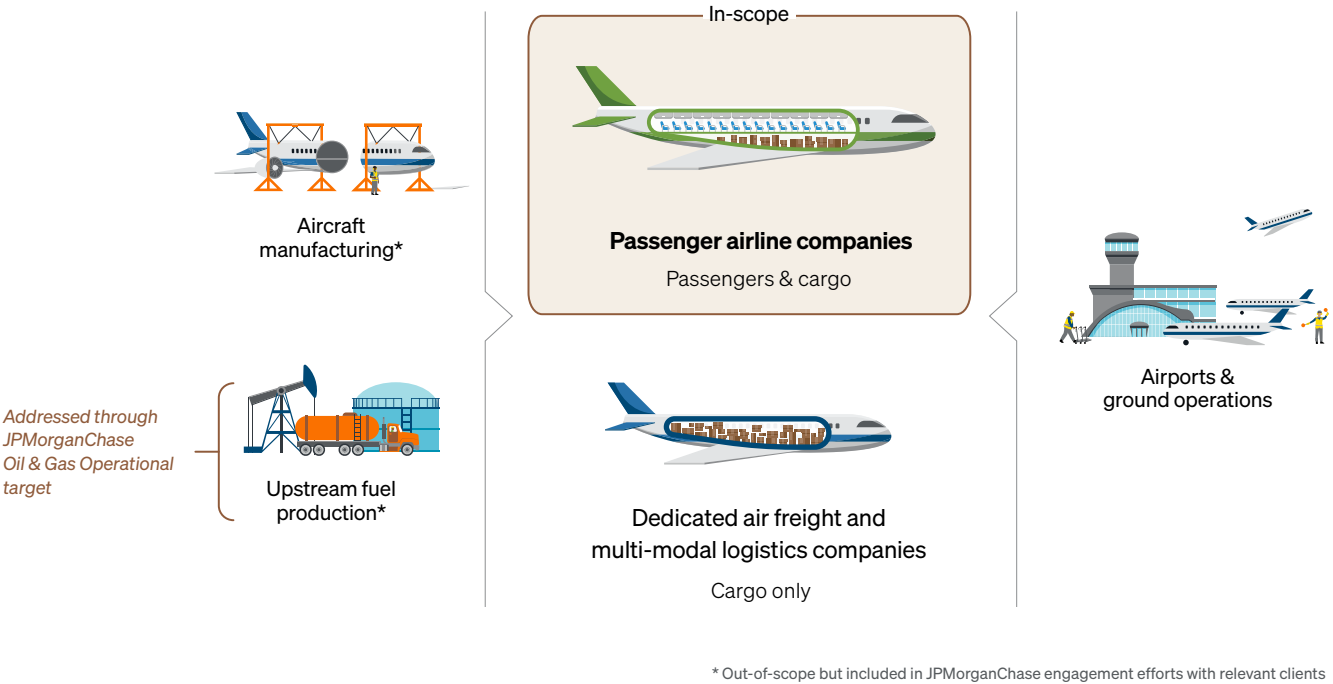 In-scope
Passenger airline companies
Passengers & cargo
Aircraft
manufacturing*
Addressed through
JPMorganChase
Oil & Gas Operational
target
Upstream fuel
production*
Dedicated air freight and
multi-modal logistics companies
Cargo only
Airports &
ground operations
* Out-of-scope but included in JPMorganChase engagement efforts with relevant clients